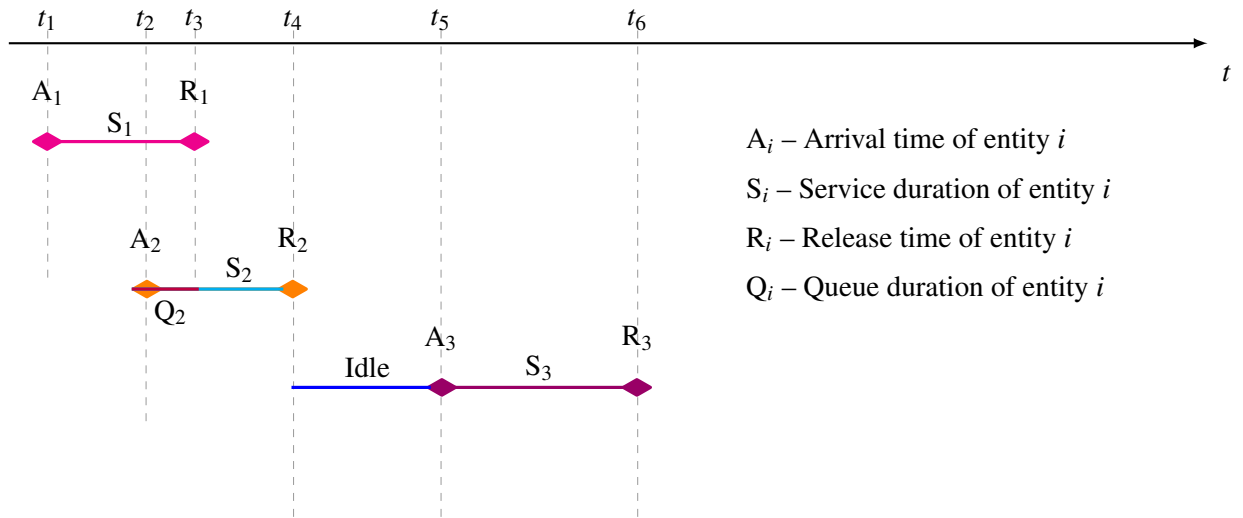 t₁ t₂ t₃ t₄ t₅ t₆
t
A₁ R₁
S₁
A₂ R₂
S₂
Q₂
A₃ R₃
Idle S₃
Aᵢ – Arrival time of entity i
Sᵢ – Service duration of entity i
Rᵢ – Release time of entity i
Qᵢ – Queue duration of entity i